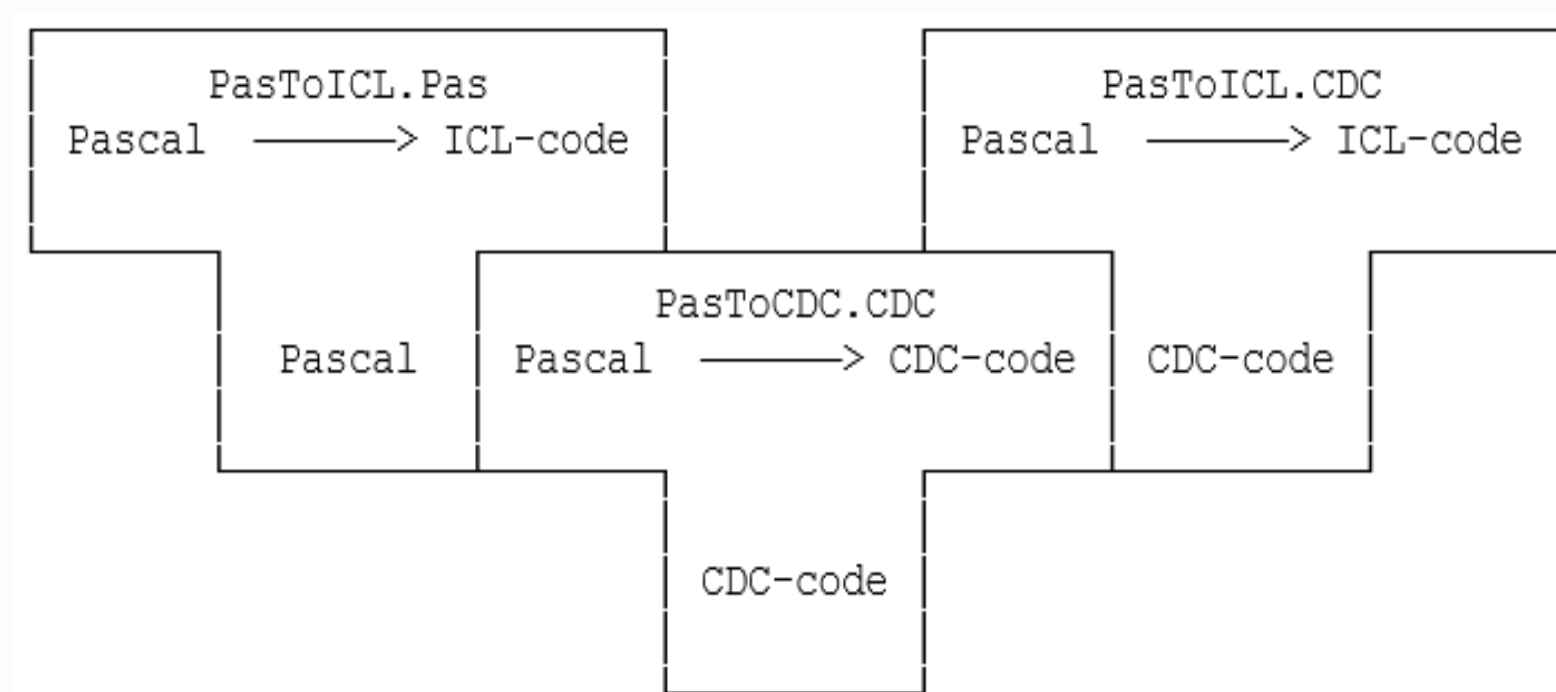 PasToICL.Pas
Pascal ———> ICL-code
PasToICL.CDC
Pascal ———> ICL-code
Pascal
PasToCDC.CDC
Pascal ———> CDC-code
CDC-code
CDC-code